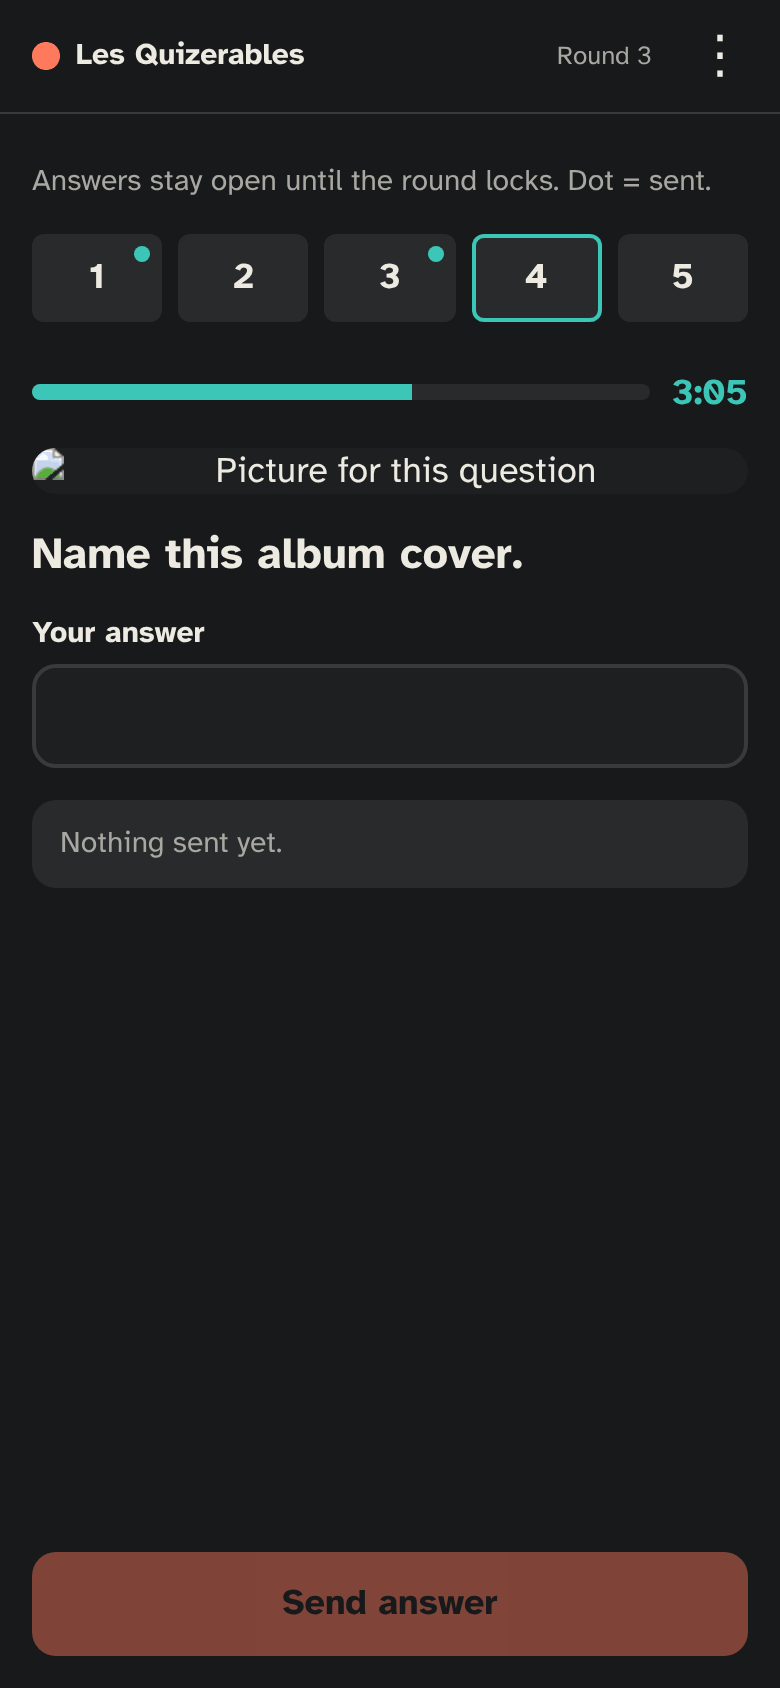 Les Quizerables
Round 3
Answers stay open until the round locks. Dot = sent.
1 2 3 4 5
3:05
Picture for this question
Name this album cover.
Your answer
Nothing sent yet.
Send answer